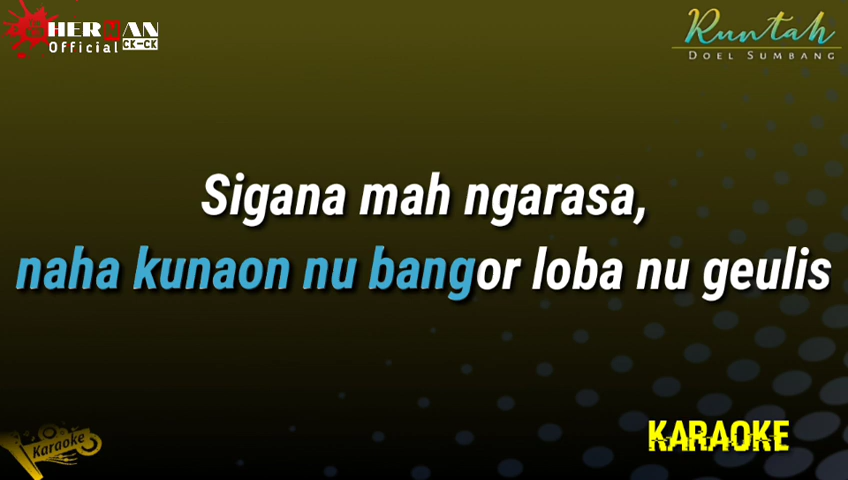 HERMAN
Official CK-CK
Runtah
DOEL SUMBANG
Sigana mah ngarasa,
naha kunaon nu bangor loba nu geulis
Karaoke
KARAOKE